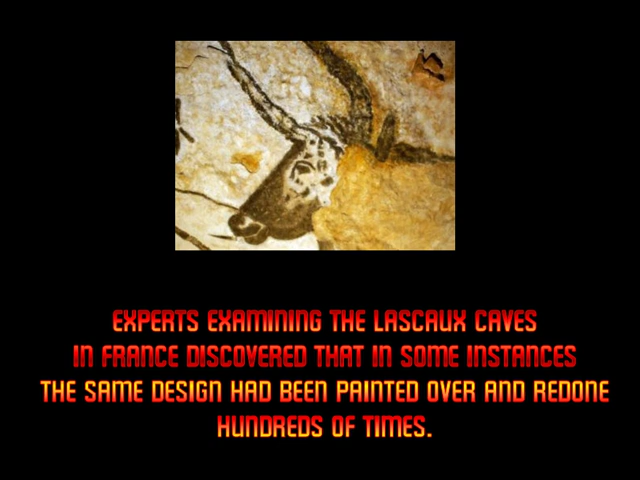 EXPERTS EXAMINING THE LASCAUX CAVES
IN FRANCE DISCOVERED THAT IN SOME INSTANCES
THE SAME DESIGN HAD BEEN PAINTED OVER AND REDONE
HUNDREDS OF TIMES.